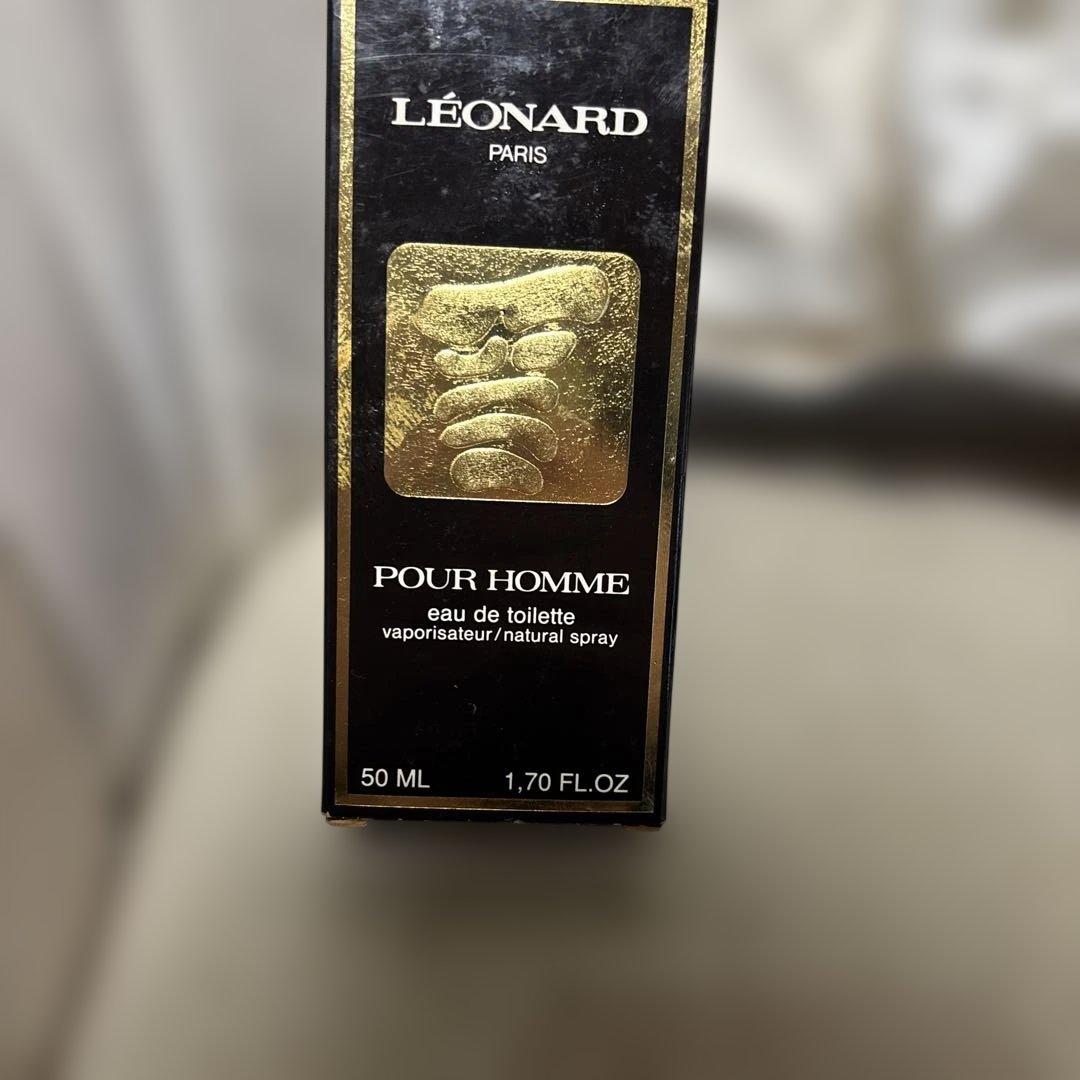 LÉONARD
PARIS
POUR HOMME
eau de toilette
vaporisateur/natural spray
50 ML 1,70 FL.OZ